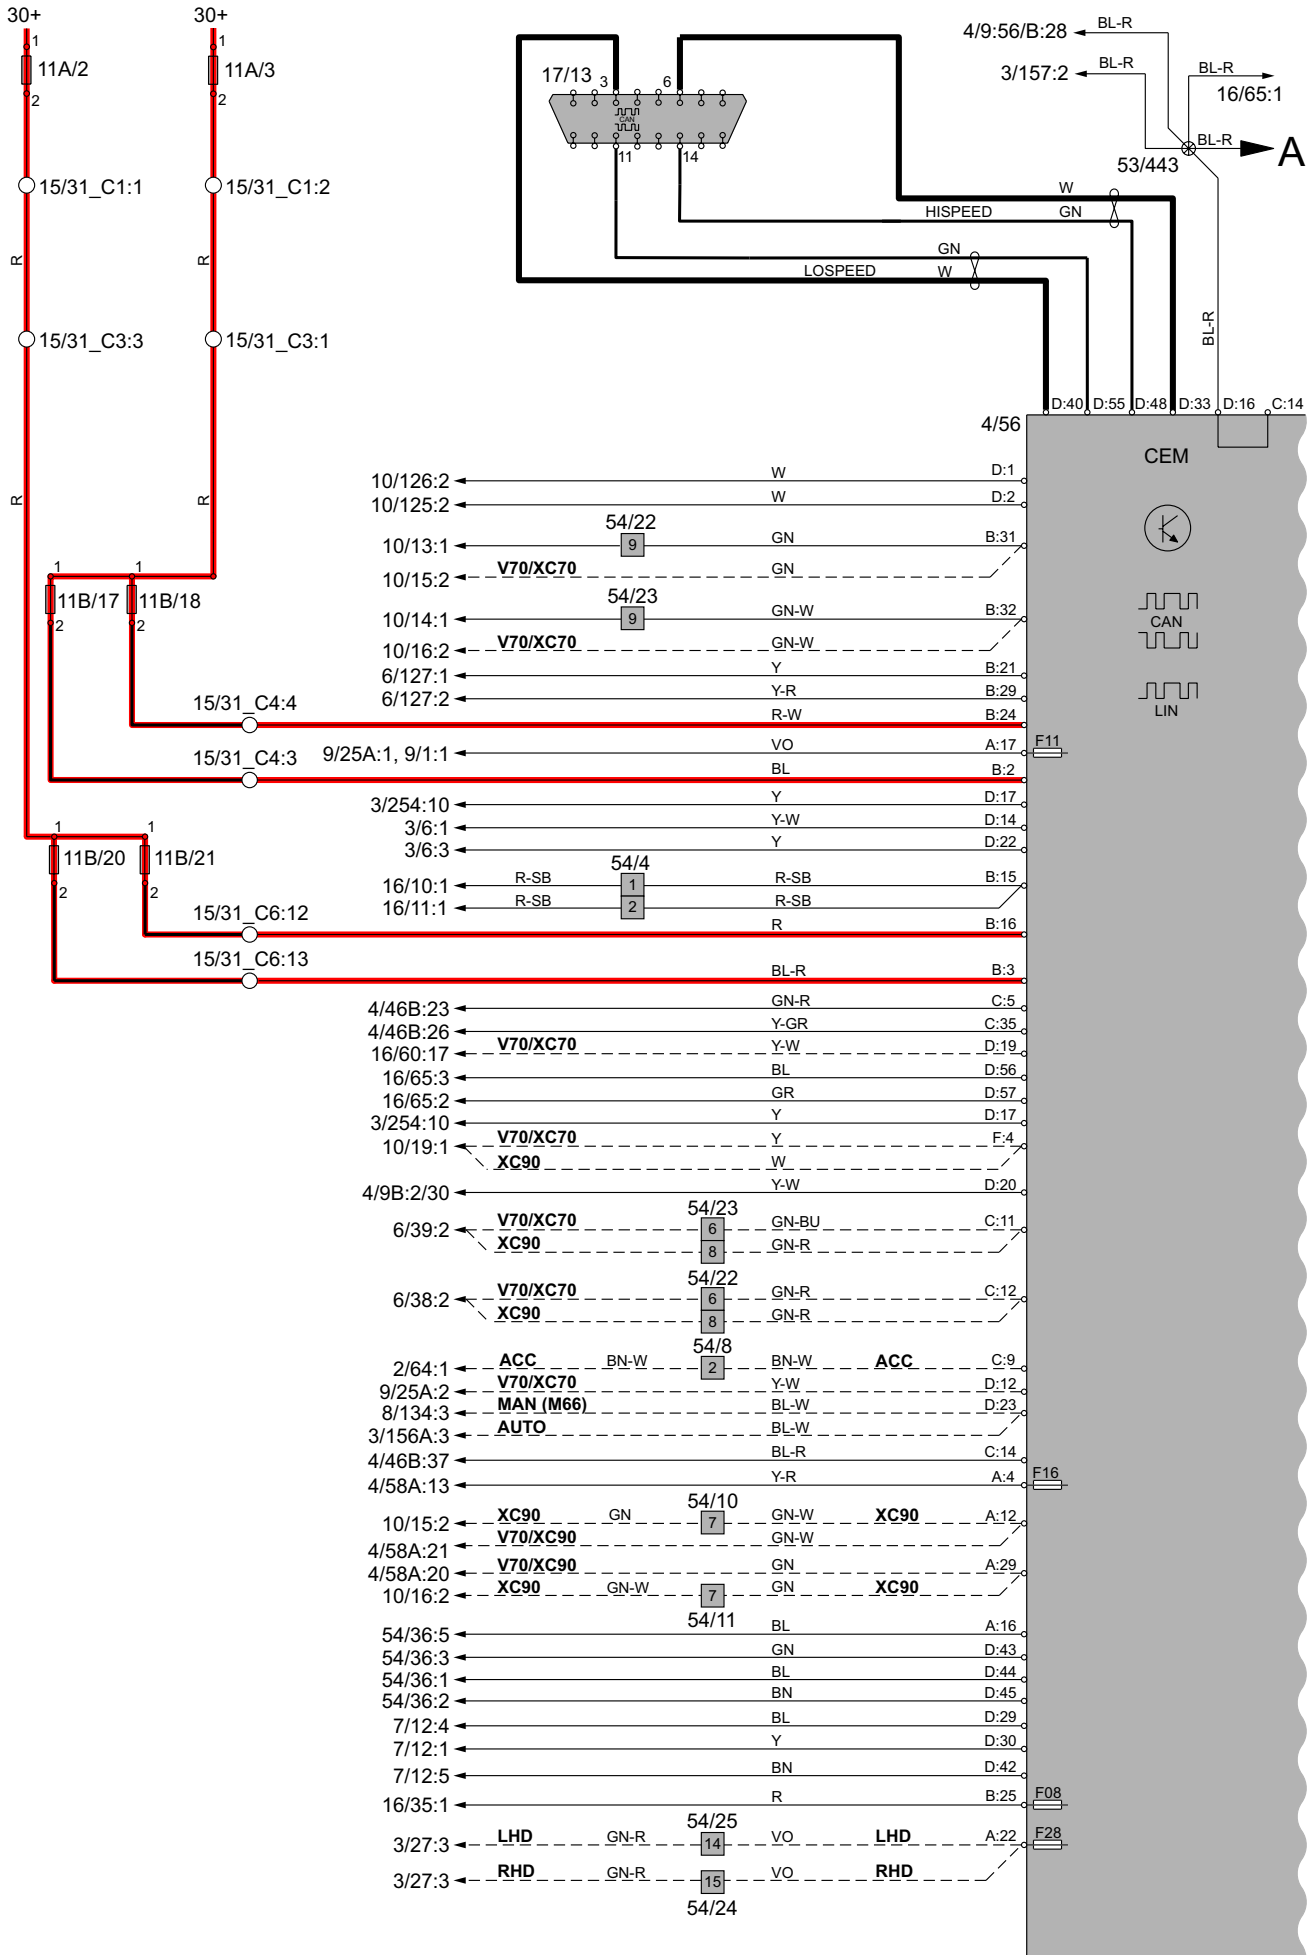 30+ 30+
1 1
11A/2 11A/3
2 2
15/31_C1:1 15/31_C1:2
R R
15/31_C3:3 15/31_C3:1
R R
17/13 3 6
CAN
11 14
4/9:56/B:28 BL-R
3/157:2 BL-R
BL-R 16/65:1
BL-R A
53/443
W
HISPEED GN
GN
LOSPEED W
BL-R
D:40 D:55 D:48 D:33 D:16 C:14
4/56
CEM
CAN
LIN
10/126:2 W D:1
10/125:2 W D:2
54/22
10/13:1 9 GN B:31
10/15:2 V70/XC70 GN
54/23
10/14:1 9 GN-W B:32
10/16:2 V70/XC70 GN-W
1 1
11B/17 11B/18
2 2
6/127:1 Y B:21
6/127:2 Y-R B:29
15/31_C4:4 R-W B:24
9/25A:1, 9/1:1 VO A:17 F11
15/31_C4:3 BL B:2
3/254:10 Y D:17
3/6:1 Y-W D:14
3/6:3 Y D:22
1 1
11B/20 11B/21
2 2
54/4
16/10:1 R-SB 1 R-SB B:15
16/11:1 R-SB 2 R-SB
15/31_C6:12 R B:16
15/31_C6:13 BL-R B:3
4/46B:23 GN-R C:5
4/46B:26 Y-GR C:35
16/60:17 V70/XC70 Y-W D:19
16/65:3 BL D:56
16/65:2 GR D:57
3/254:10 Y D:17
10/19:1 V70/XC70 Y F:4
XC90 W
4/9B:2/30 Y-W D:20
54/23
6/39:2 V70/XC70 6 GN-BU C:11
XC90 8 GN-R
54/22
6/38:2 V70/XC70 6 GN-R C:12
XC90 8 GN-R
54/8
2/64:1 ACC BN-W 2 BN-W ACC C:9
9/25A:2 V70/XC70 Y-W D:12
8/134:3 MAN (M66) BL-W D:23
3/156A:3 AUTO BL-W
4/46B:37 BL-R C:14
4/58A:13 Y-R A:4 F16
54/10
10/15:2 XC90 GN 7 GN-W XC90 A:12
4/58A:21 V70/XC90 GN-W
4/58A:20 V70/XC90 GN A:29
10/16:2 XC90 GN-W 7 GN XC90
54/11
54/36:5 BL A:16
54/36:3 GN D:43
54/36:1 BL D:44
54/36:2 BN D:45
7/12:4 BL D:29
7/12:1 Y D:30
7/12:5 BN D:42
16/35:1 R B:25 F08
54/25
3/27:3 LHD GN-R 14 VO LHD A:22 F28
3/27:3 RHD GN-R 15 VO RHD
54/24